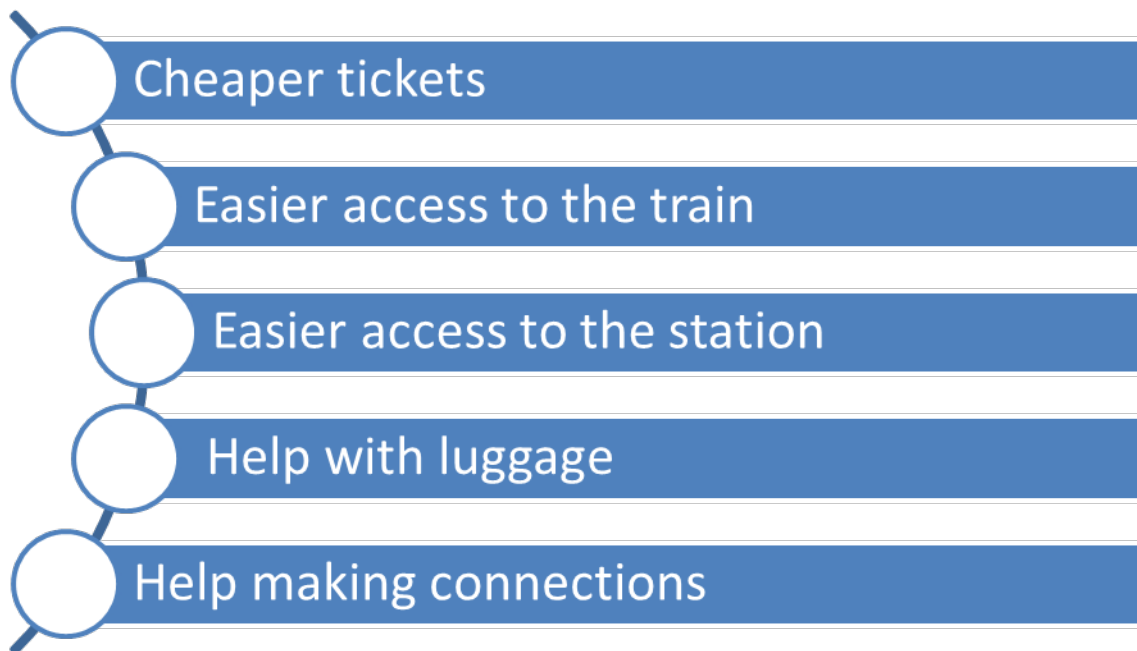 Cheaper tickets
Easier access to the train
Easier access to the station
Help with luggage
Help making connections